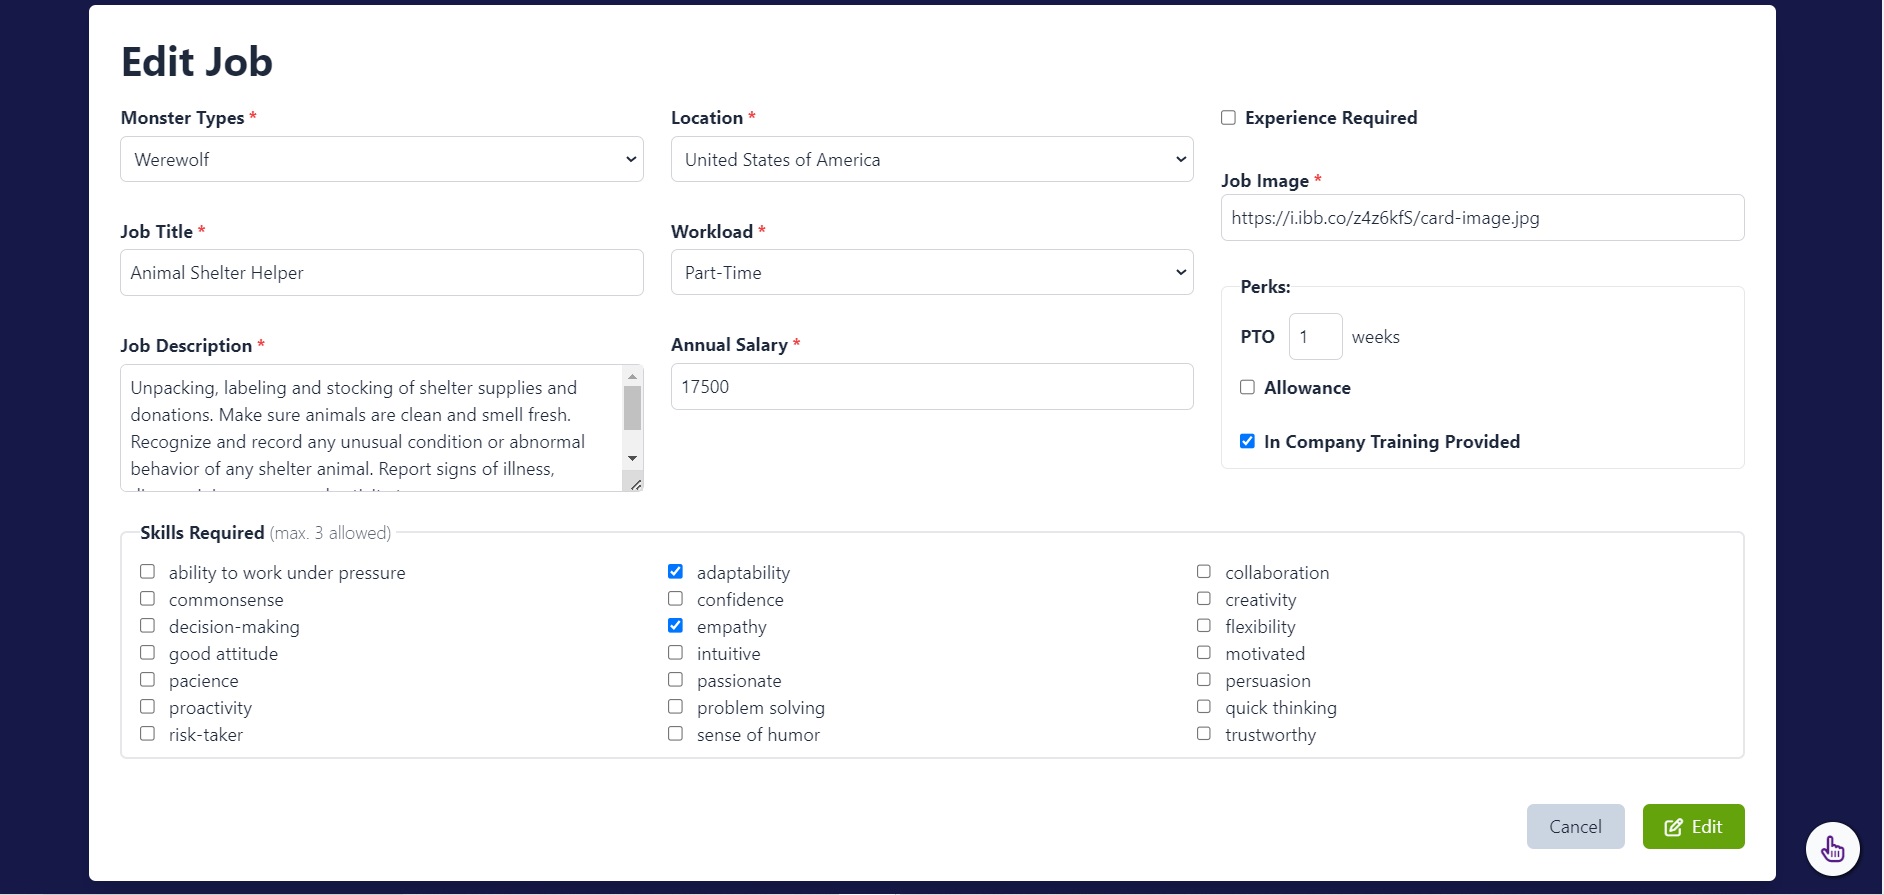 Edit Job
Monster Types *
Werewolf
Location *
United States of America
Experience Required
Job Image *
https://i.ibb.co/z4z6kfS/card-image.jpg
Job Title *
Animal Shelter Helper
Workload *
Part-Time
Perks:
PTO 1 weeks
Allowance
In Company Training Provided
Job Description *
Unpacking, labeling and stocking of shelter supplies and
donations. Make sure animals are clean and smell fresh.
Recognize and record any unusual condition or abnormal
behavior of any shelter animal. Report signs of illness,
Annual Salary *
17500
Skills Required (max. 3 allowed)
ability to work under pressure
adaptability
collaboration
commonsense
confidence
creativity
decision-making
empathy
flexibility
good attitude
intuitive
motivated
pacience
passionate
persuasion
proactivity
problem solving
quick thinking
risk-taker
sense of humor
trustworthy
Cancel
Edit